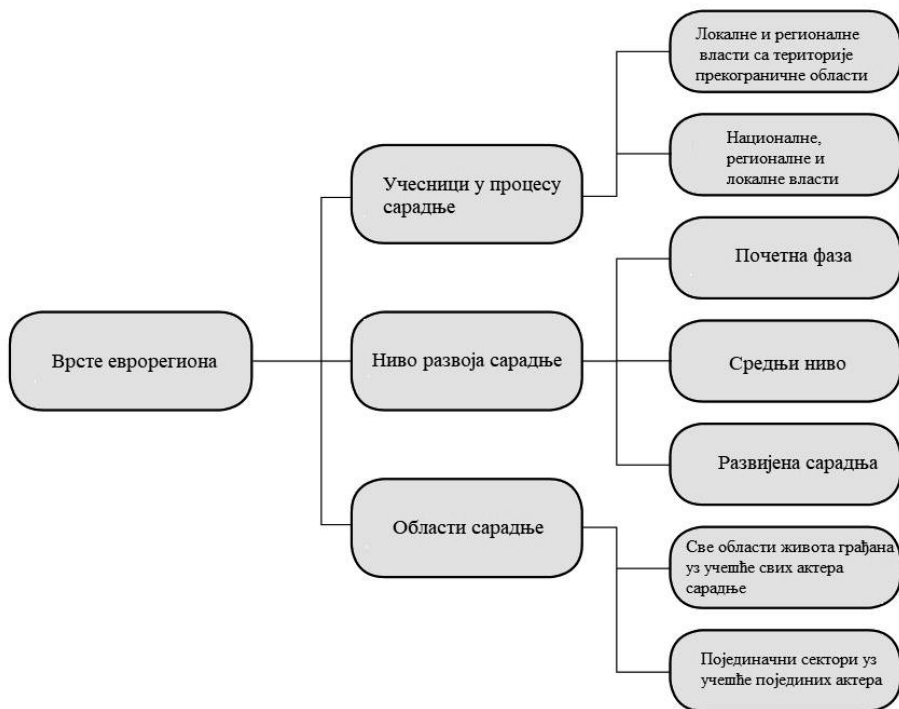 Врсте еврорегиона
Учесници у процесу
сарадње
Локалне и регионалне
власти са територије
прекограничне области
Националне,
регионалне и
локалне власти
Ниво развоја сарадње
Почетна фаза
Средњи ниво
Развијена сарадња
Области сарадње
Све области живота грађана
уз учешће свих актера
сарадње
Појединачни сектори уз
учешће појединих актера